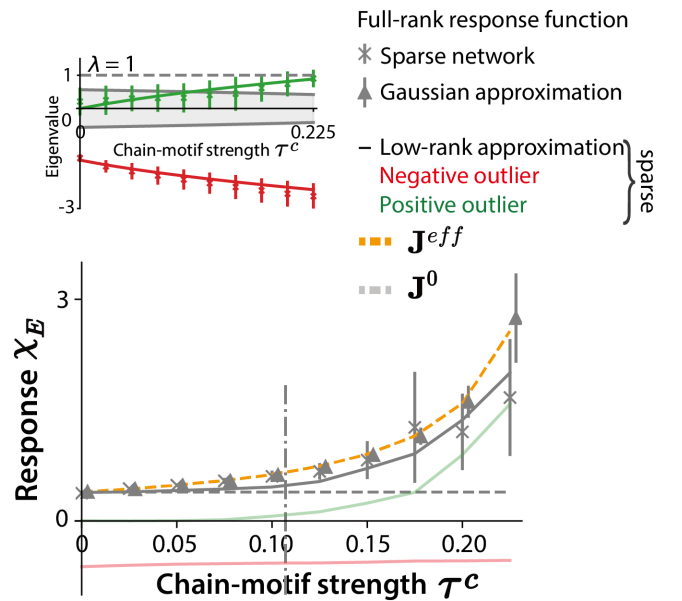 Full-rank response function
Sparse network
Gaussian approximation
Low-rank approximation
Negative outlier
Positive outlier
sparse
J^eff
J^0
λ = 1
Eigenvalue
1
0
-3
0
0.225
Chain-motif strength τ^c
Response χ_E
3
0
0
0.05
0.10
0.15
0.20
Chain-motif strength τ^c